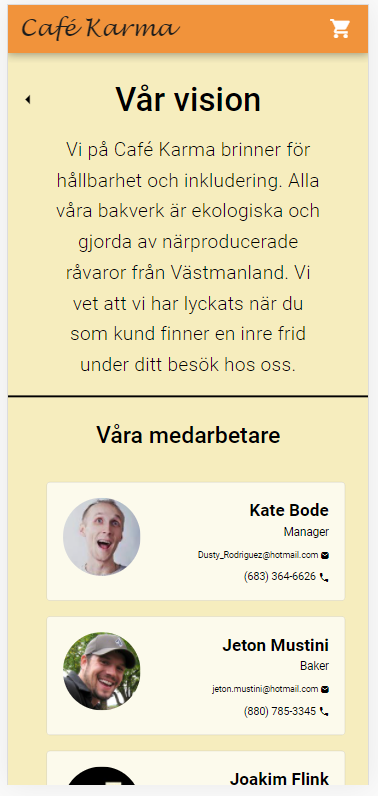 Café Karma
Vår vision
Vi på Café Karma brinner för
hållbarhet och inkludering. Alla
våra bakverk är ekologiska och
gjorda av närproducerade
råvaror från Västmanland. Vi
vet att vi har lyckats när du
som kund finner en inre frid
under ditt besök hos oss.
Våra medarbetare
Kate Bode
Manager
Dusty_Rodriguez@hotmail.com
(683) 364-6626
Jeton Mustini
Baker
jeton.mustini@hotmail.com
(880) 785-3345
Joakim Flink